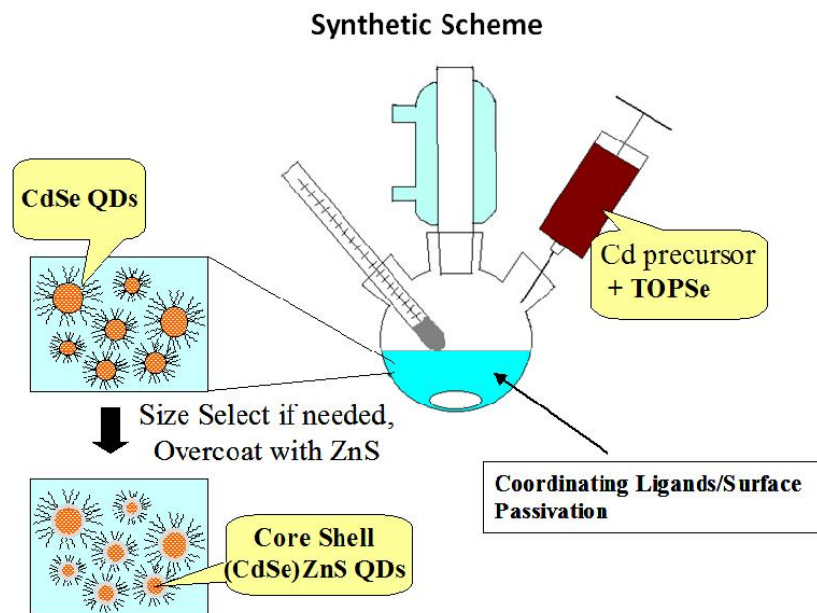 Synthetic Scheme
CdSe QDs
Cd precursor
+ TOPSe
Size Select if needed,
Overcoat with ZnS
Coordinating Ligands/Surface
Passivation
Core Shell
(CdSe)ZnS QDs